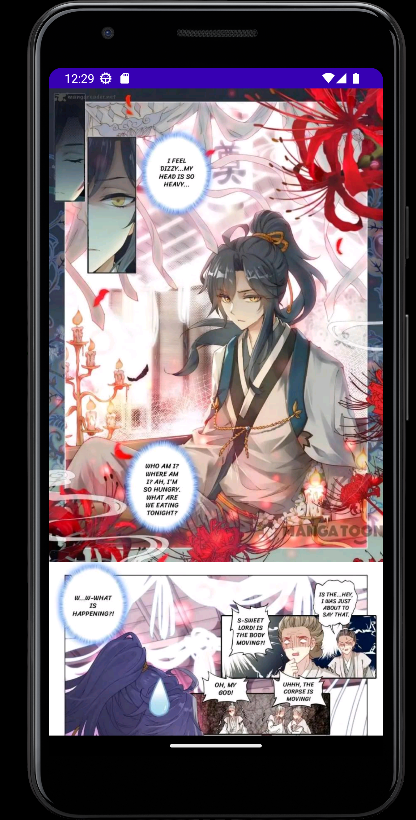 12:29
I FEEL
DIZZY...MY
HEAD IS SO
HEAVY...
奠
WHO AM I?
WHERE AM
I? AH, I'M
SO HUNGRY.
WHAT ARE
WE EATING
TONIGHT?
MANGATOON
W...W-WHAT
IS
HAPPENING?!
IS THE...HEY,
I WAS JUST
ABOUT TO
SAY THAT.
S-SWEET
LORD! IS
THE BODY
MOVING?!
OH, MY
GOD!
UHHH, THE
CORPSE IS
MOVING!